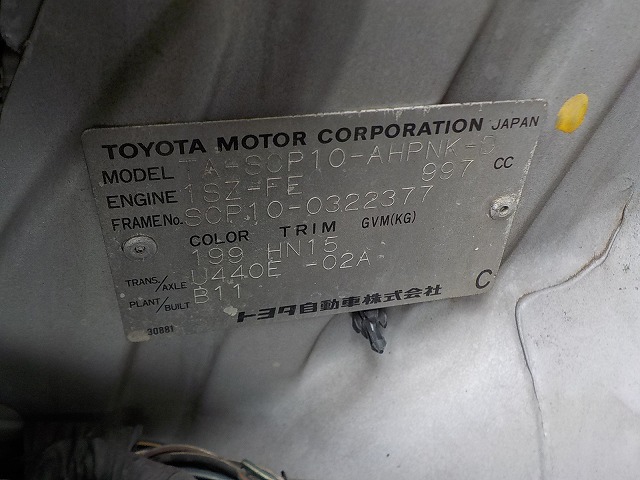 TOYOTA MOTOR CORPORATION JAPAN
MODEL TA-SCP10-AHPNK-D
ENGINE 1SZ-FE 997 CC
FRAME No. SCP10-0322377
COLOR TRIM GVM(KG)
199 HN15
TRANS./AXLE U440E -02A
PLANT/BUILT B11 C
30881 トヨタ自動車株式会社